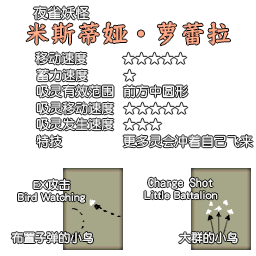 夜雀妖怪
米斯蒂娅·萝蕾拉
移动速度 ☆☆☆☆☆
蓄力速度 ☆
吸灵有效范围 前方中圆形
吸灵移动速度 ☆☆☆☆☆
吸灵发生速度 ☆☆☆
特技 更多灵会冲着自己飞来
EX攻击
Bird Watching
布置子弹的小鸟
Charge Shot
Little Battalion
大群的小鸟